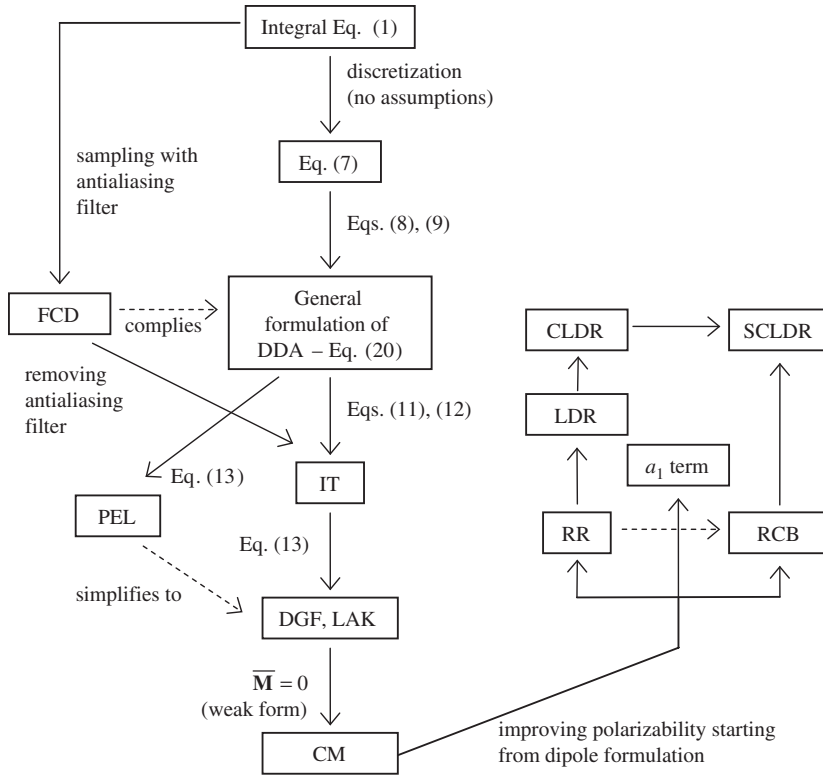 Integral Eq. (1)
discretization
(no assumptions)
sampling with
antialiasing
filter
Eq. (7)
Eqs. (8), (9)
FCD
complies
General
formulation of
DDA – Eq. (20)
CLDR
SCLDR
removing
antialiasing
filter
Eqs. (11), (12)
LDR
a₁ term
Eq. (13)
IT
PEL
Eq. (13)
RR
RCB
simplifies to
DGF, LAK
M̅ = 0
(weak form)
CM
improving polarizability starting
from dipole formulation